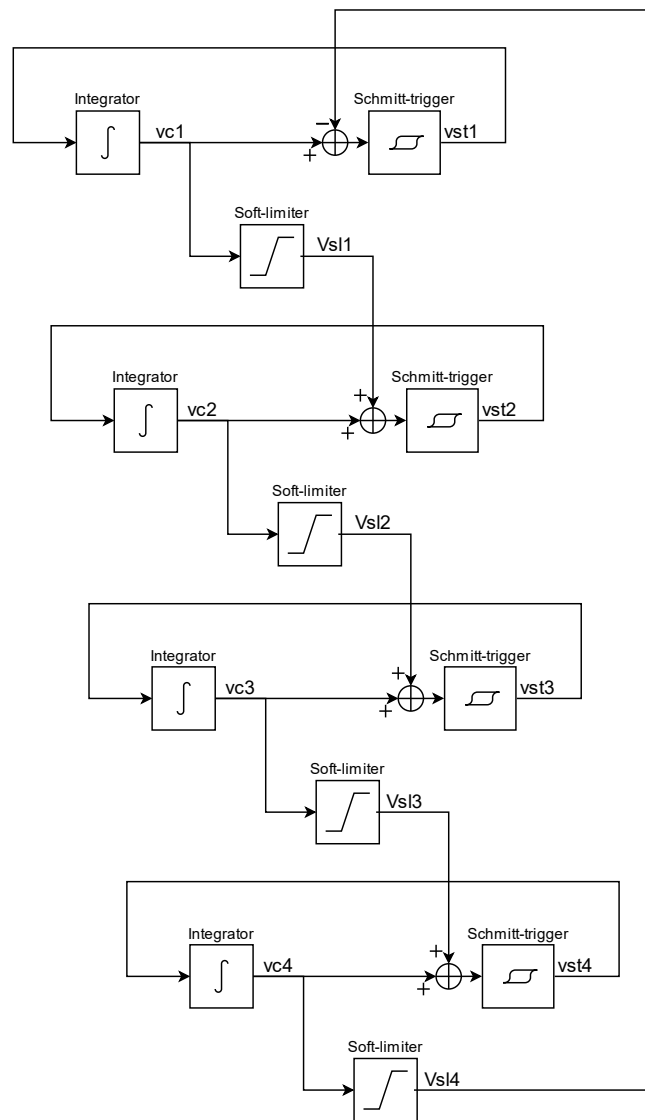 Integrator
Schmitt-trigger
vc1
vst1
−
+
Soft-limiter
Vsl1
Integrator
Schmitt-trigger
vc2
vst2
+
+
Soft-limiter
Vsl2
Integrator
Schmitt-trigger
vc3
vst3
+
+
Soft-limiter
Vsl3
Integrator
Schmitt-trigger
vc4
vst4
+
+
Soft-limiter
Vsl4